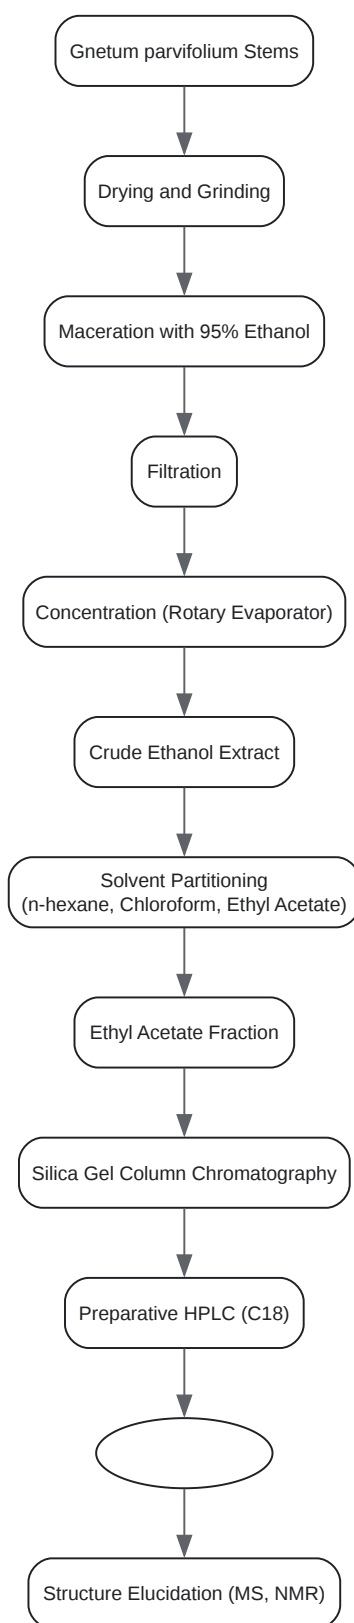 Gnetum parvifolium Stems
Drying and Grinding
Maceration with 95% Ethanol
Filtration
Concentration (Rotary Evaporator)
Crude Ethanol Extract
Solvent Partitioning
(n-hexane, Chloroform, Ethyl Acetate)
Ethyl Acetate Fraction
Silica Gel Column Chromatography
Preparative HPLC (C18)
Structure Elucidation (MS, NMR)